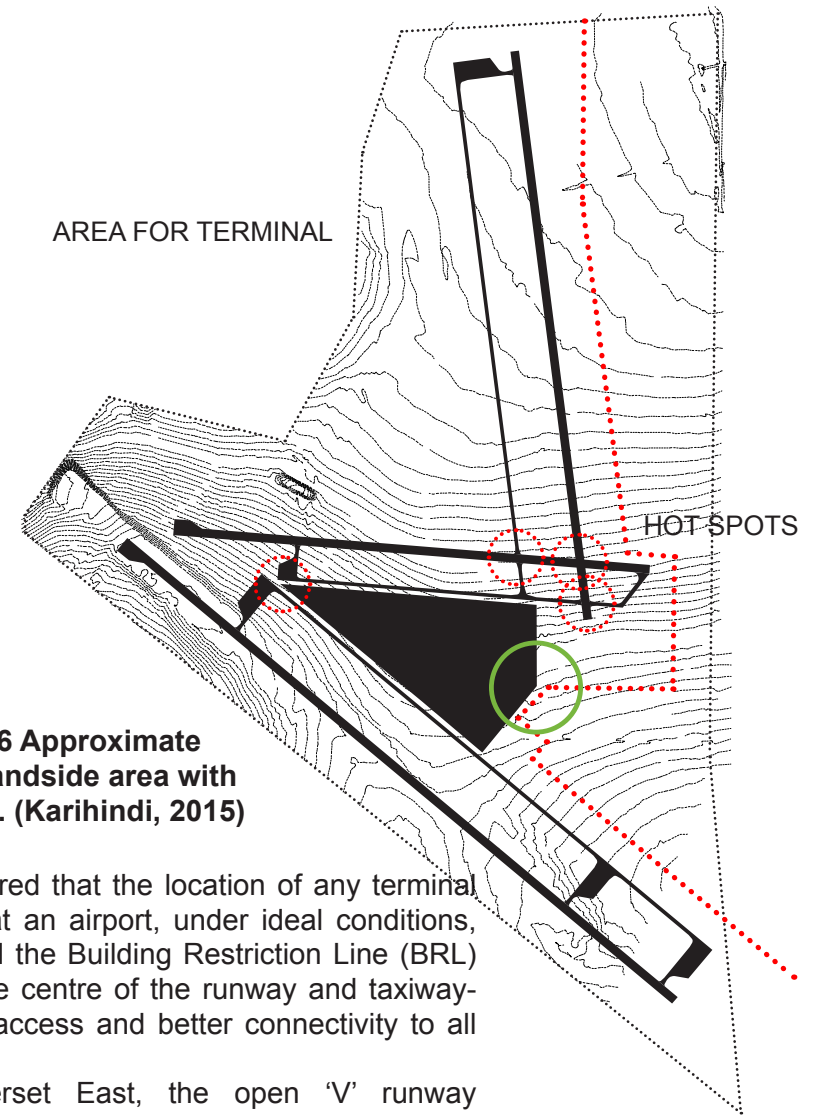 AREA FOR TERMINAL
HOT SPOTS
6 Approximate
andside area with
. (Karihindi, 2015)
red that the location of any terminal
at an airport, under ideal conditions,
the Building Restriction Line (BRL)
e centre of the runway and taxiway-
access and better connectivity to all
erset East, the open ‘V’ runway